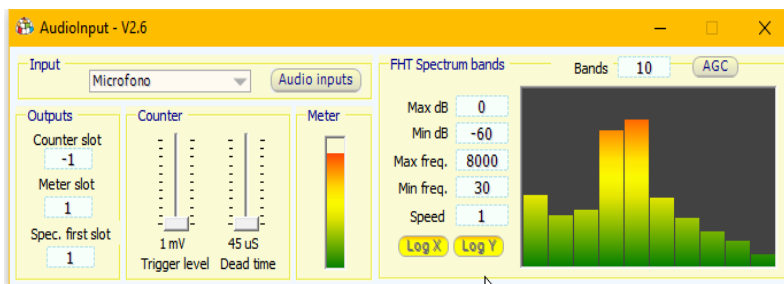 AudioInput - V2.6
Input
Microfono
Audio inputs
Outputs
Counter slot
-1
Meter slot
1
Spec. first slot
1
Counter
1 mV
Trigger level
45 uS
Dead time
Meter
FHT Spectrum bands
Bands 10
AGC
Max dB 0
Min dB -60
Max freq. 8000
Min freq. 30
Speed 1
Log X
Log Y